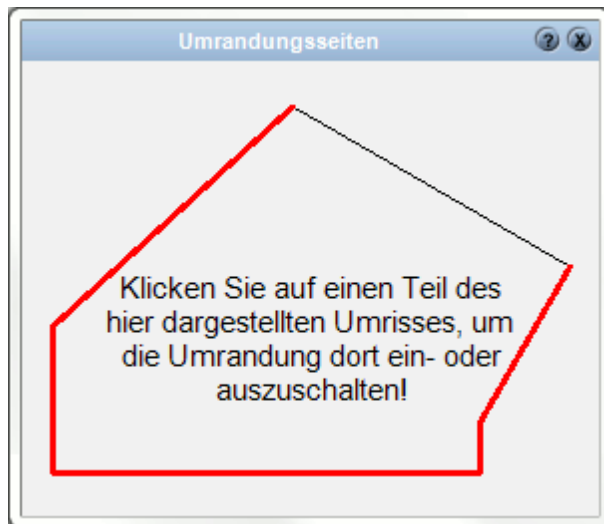 Umrandungsseiten
? X
Klicken Sie auf einen Teil des
hier dargestellten Umrisses, um
die Umrandung dort ein- oder
auszuschalten!